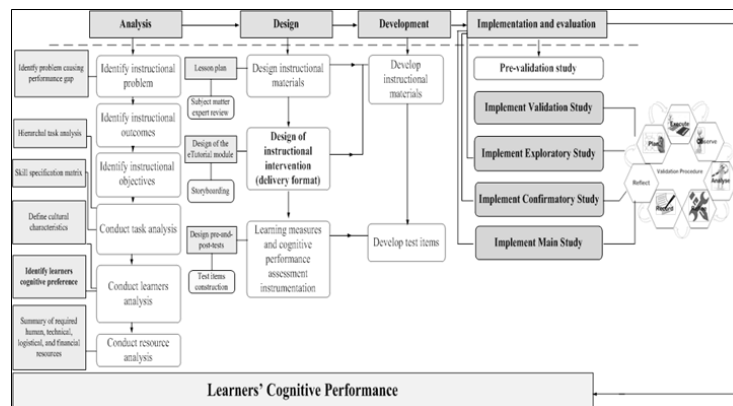 Analysis
Design
Development
Implementation and evaluation
Identify problem causing
performance gap
Hierarchal task analysis
Skill specification matrix
Define cultural
characteristics
Identify learners
cognitive preference
Summary of required
human, technical,
logistical, and financial
resources
Identify instructional
problem
Identify instructional
outcomes
Identify instructional
objectives
Conduct task analysis
Conduct learners
analysis
Conduct resource
analysis
Lesson plan
Subject matter
expert review
Design of the
eTutorial module
Storyboarding
Design pre-and-
post-tests
Test items
construction
Design instructional
materials
Design of
instructional
intervention
(delivery format)
Learning measures and
cognitive
performance
assessment
instrumentation
Develop
instructional
materials
Develop test items
Pre-validation study
Implement Validation Study
Implement Exploratory Study
Implement Confirmatory Study
Implement Main Study
Execute
Plan
Observe
Validation Procedure
Reflect
Analyse
Record
Learners' Cognitive Performance